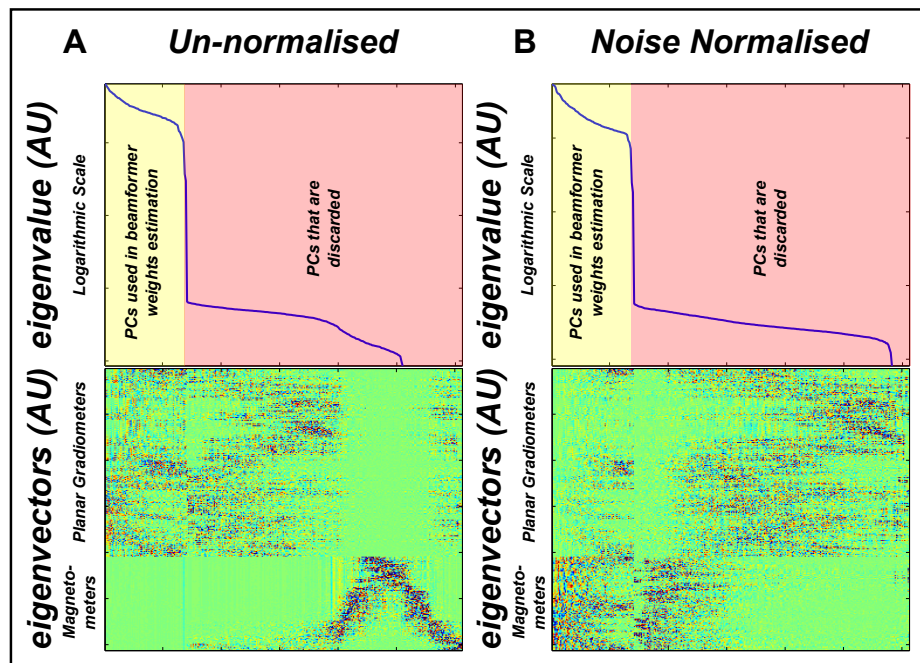 A
Un-normalised
B
Noise Normalised
eigenvalue (AU)
Logarithmic Scale
PCs used in beamformer
weights estimation
PCs that are
discarded
eigenvalue (AU)
Logarithmic Scale
PCs used in beamformer
weights estimation
PCs that are
discarded
eigenvectors (AU)
Planar Gradiometers
Magneto-
meters
eigenvectors (AU)
Planar Gradiometers
Magneto-
meters